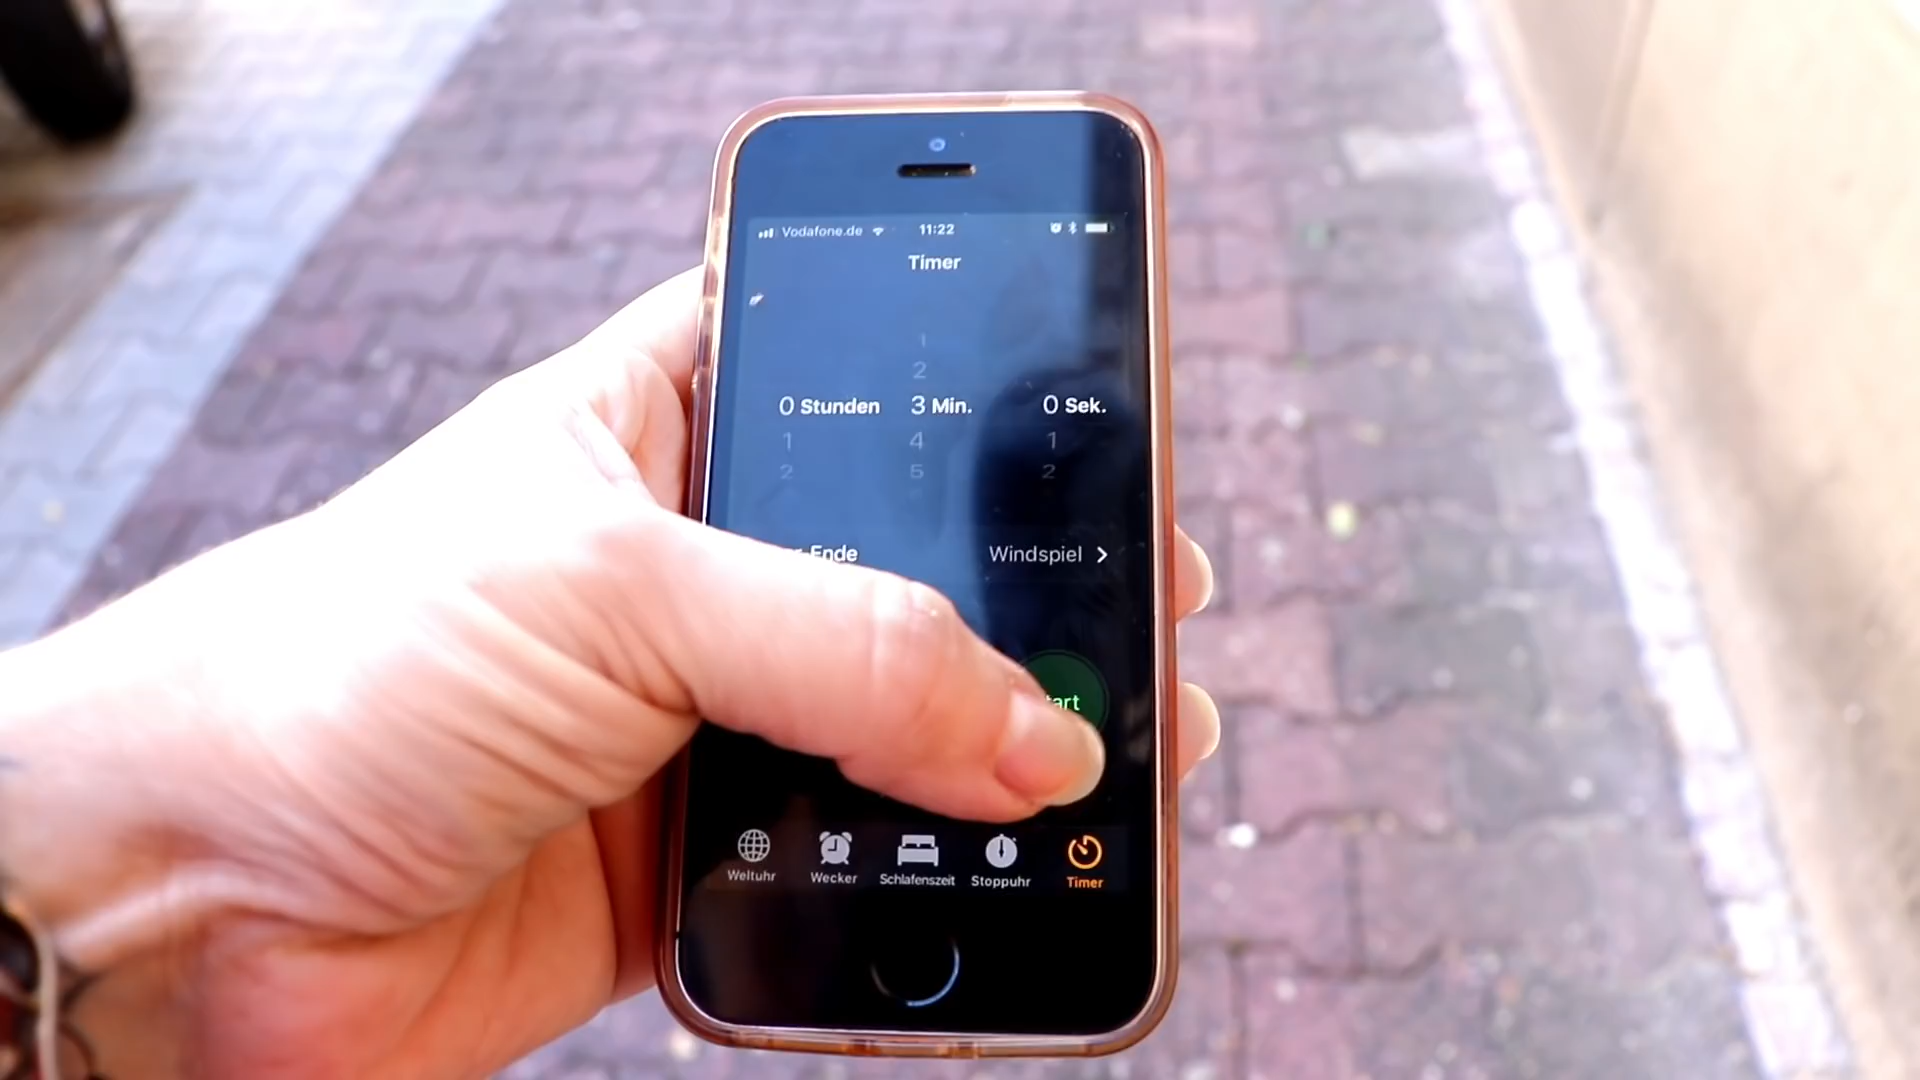 Vodafone.de 11:22
Timer
1
2
0 Stunden 3 Min. 0 Sek.
1 4 1
2 5 2
Ende Windspiel
art
Weltuhr Wecker Schlafenszeit Stoppuhr Timer